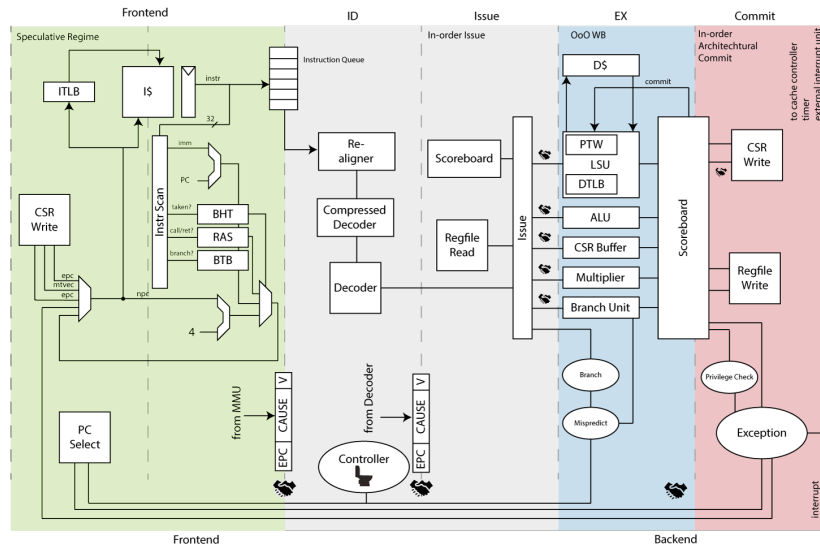 Frontend
ID
Issue
EX
Commit
Speculative Regime
In-order Issue
OoO WB
In-order
Architechtural
Commit
to cache controller
timer
external interrupt unit
ITLB
I$
instr
Instruction Queue
D$
commit
32
imm
PC
Instr Scan
taken?
BHT
call/ret?
RAS
branch?
BTB
Re-
aligner
Compressed
Decoder
Decoder
Scoreboard
Regfile
Read
Issue
PTW
LSU
DTLB
ALU
CSR Buffer
Multiplier
Branch Unit
Scoreboard
CSR
Write
Regfile
Write
CSR
Write
epc
mtvec
epc
npc
4
Branch
Mispredict
Privilege Check
Exception
from MMU
EPC
CAUSE
V
from Decoder
EPC
CAUSE
V
PC
Select
Controller
interrupt
Frontend
Backend